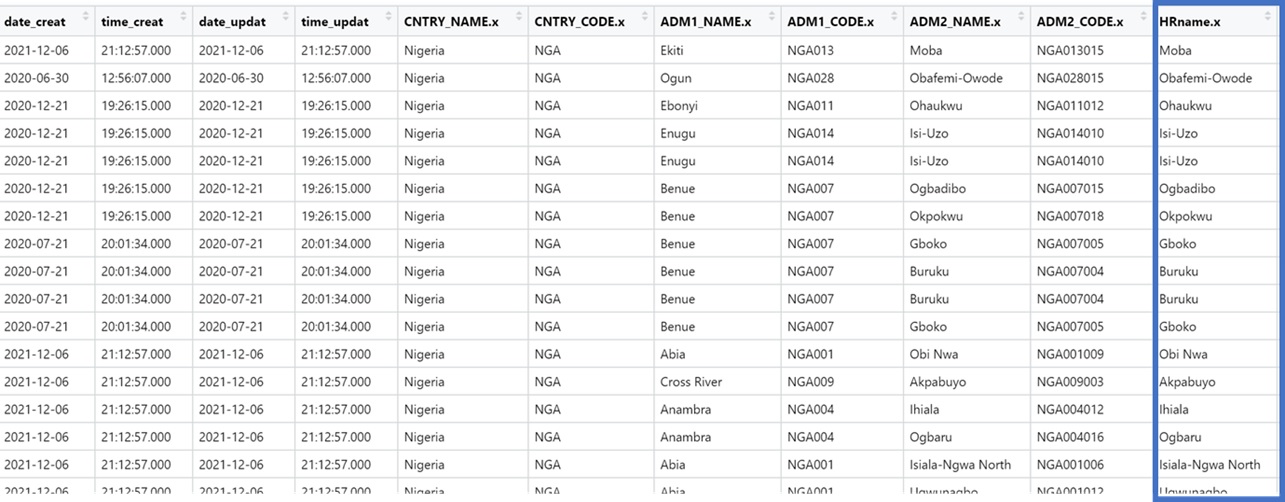 date_creat time_creat date_updat time_updat CNTRY_NAME.x CNTRY_CODE.x ADM1_NAME.x ADM1_CODE.x ADM2_NAME.x ADM2_CODE.x HRname.x
2021-12-06 21:12:57.000 2021-12-06 21:12:57.000 Nigeria NGA Ekiti NGA013 Moba NGA013015 Moba
2020-06-30 12:56:07.000 2020-06-30 12:56:07.000 Nigeria NGA Ogun NGA028 Obafemi-Owode NGA028015 Obafemi-Owode
2020-12-21 19:26:15.000 2020-12-21 19:26:15.000 Nigeria NGA Ebonyi NGA011 Ohaukwu NGA011012 Ohaukwu
2020-12-21 19:26:15.000 2020-12-21 19:26:15.000 Nigeria NGA Enugu NGA014 Isi-Uzo NGA014010 Isi-Uzo
2020-12-21 19:26:15.000 2020-12-21 19:26:15.000 Nigeria NGA Enugu NGA014 Isi-Uzo NGA014010 Isi-Uzo
2020-12-21 19:26:15.000 2020-12-21 19:26:15.000 Nigeria NGA Benue NGA007 Ogbadibo NGA007015 Ogbadibo
2020-12-21 19:26:15.000 2020-12-21 19:26:15.000 Nigeria NGA Benue NGA007 Okpokwu NGA007018 Okpokwu
2020-07-21 20:01:34.000 2020-07-21 20:01:34.000 Nigeria NGA Benue NGA007 Gboko NGA007005 Gboko
2020-07-21 20:01:34.000 2020-07-21 20:01:34.000 Nigeria NGA Benue NGA007 Buruku NGA007004 Buruku
2020-07-21 20:01:34.000 2020-07-21 20:01:34.000 Nigeria NGA Benue NGA007 Buruku NGA007004 Buruku
2020-07-21 20:01:34.000 2020-07-21 20:01:34.000 Nigeria NGA Benue NGA007 Gboko NGA007005 Gboko
2021-12-06 21:12:57.000 2021-12-06 21:12:57.000 Nigeria NGA Abia NGA001 Obi Nwa NGA001009 Obi Nwa
2021-12-06 21:12:57.000 2021-12-06 21:12:57.000 Nigeria NGA Cross River NGA009 Akpabuyo NGA009003 Akpabuyo
2021-12-06 21:12:57.000 2021-12-06 21:12:57.000 Nigeria NGA Anambra NGA004 Ihiala NGA004012 Ihiala
2021-12-06 21:12:57.000 2021-12-06 21:12:57.000 Nigeria NGA Anambra NGA004 Ogbaru NGA004016 Ogbaru
2021-12-06 21:12:57.000 2021-12-06 21:12:57.000 Nigeria NGA Abia NGA001 Isiala-Ngwa North NGA001006 Isiala-Ngwa North
2021-12-06 21:12:57.000 2021-12-06 21:12:57.000 Nigeria NGA Abia NGA001 Ugwunagbo NGA001012 Ugwunagbo